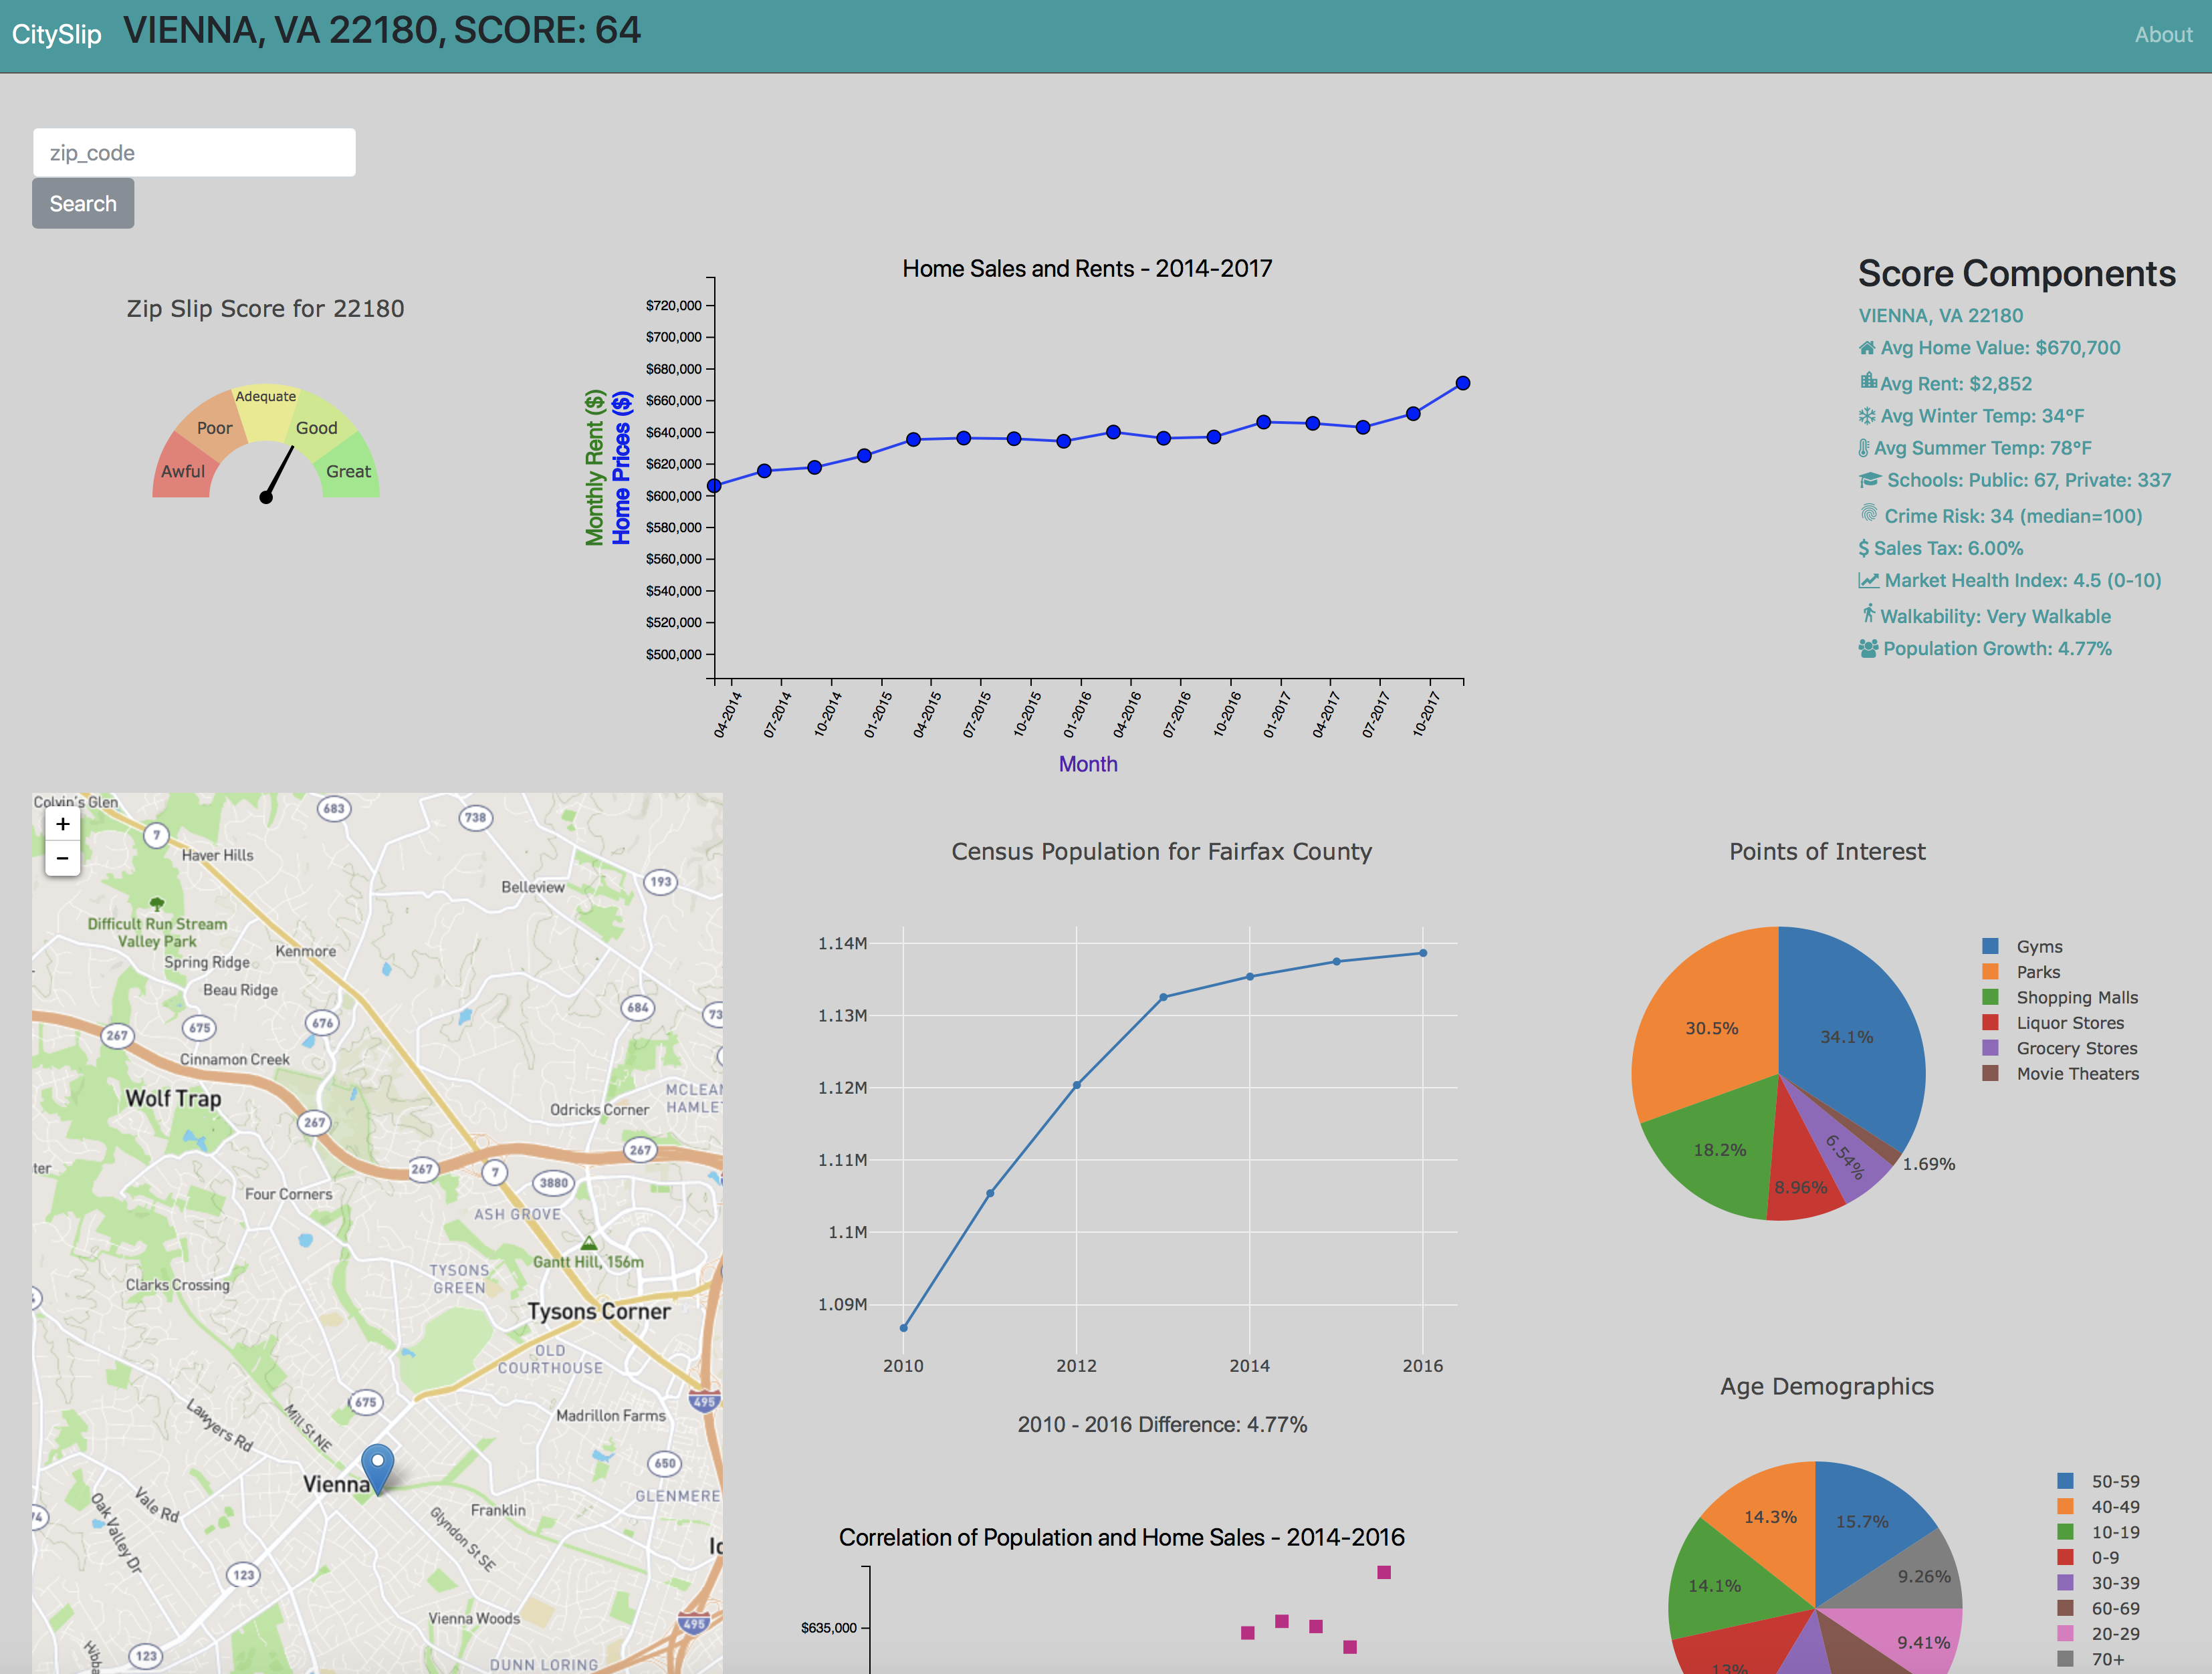 CitySlip VIENNA, VA 22180, SCORE: 64 About
zip_code
Search
Zip Slip Score for 22180
Awful
Poor
Adequate
Good
Great
Home Sales and Rents - 2014-2017
Monthly Rent ($)
Home Prices ($)
$720,000
$700,000
$680,000
$660,000
$640,000
$620,000
$600,000
$580,000
$560,000
$540,000
$520,000
$500,000
04-2014
07-2014
10-2014
01-2015
04-2015
07-2015
10-2015
01-2016
04-2016
07-2016
10-2016
01-2017
04-2017
07-2017
10-2017
Month
Score Components
VIENNA, VA 22180
Avg Home Value: $670,700
Avg Rent: $2,852
Avg Winter Temp: 34°F
Avg Summer Temp: 78°F
Schools: Public: 67, Private: 337
Crime Risk: 34 (median=100)
Sales Tax: 6.00%
Market Health Index: 4.5 (0-10)
Walkability: Very Walkable
Population Growth: 4.77%
Colvin's Glen
+
−
683
738
7
Haver Hills
Belleview
193
Difficult Run Stream
Valley Park
Kenmore
Spring Ridge
Beau Ridge
684
73
267
675
676
Cinnamon Creek
Wolf Trap
MCLEAN
HAMLET
Odricks Corner
267
267
ter
267
7
3880
Four Corners
ASH GROVE
Gantt Hill, 156m
TYSONS
GREEN
Clarks Crossing
Tysons Corner
OLD
COURTHOUSE
675
495
Lawyers Rd
Mill St NE
Madrillon Farms
650
Vienna
GLENMERE
Vale Rd
Oak Valley Dr
Franklin
Glyndon St SE
74
123
Vienna Woods
495
123
DUNN LORING
Census Population for Fairfax County
1.14M
1.13M
1.12M
1.11M
1.1M
1.09M
2010
2012
2014
2016
2010 - 2016 Difference: 4.77%
Correlation of Population and Home Sales - 2014-2016
$635,000
Points of Interest
30.5%
34.1%
18.2%
8.96%
6.54%
1.69%
Gyms
Parks
Shopping Malls
Liquor Stores
Grocery Stores
Movie Theaters
Age Demographics
14.3%
15.7%
14.1%
9.26%
9.41%
13%
50-59
40-49
10-19
0-9
30-39
60-69
20-29
70+